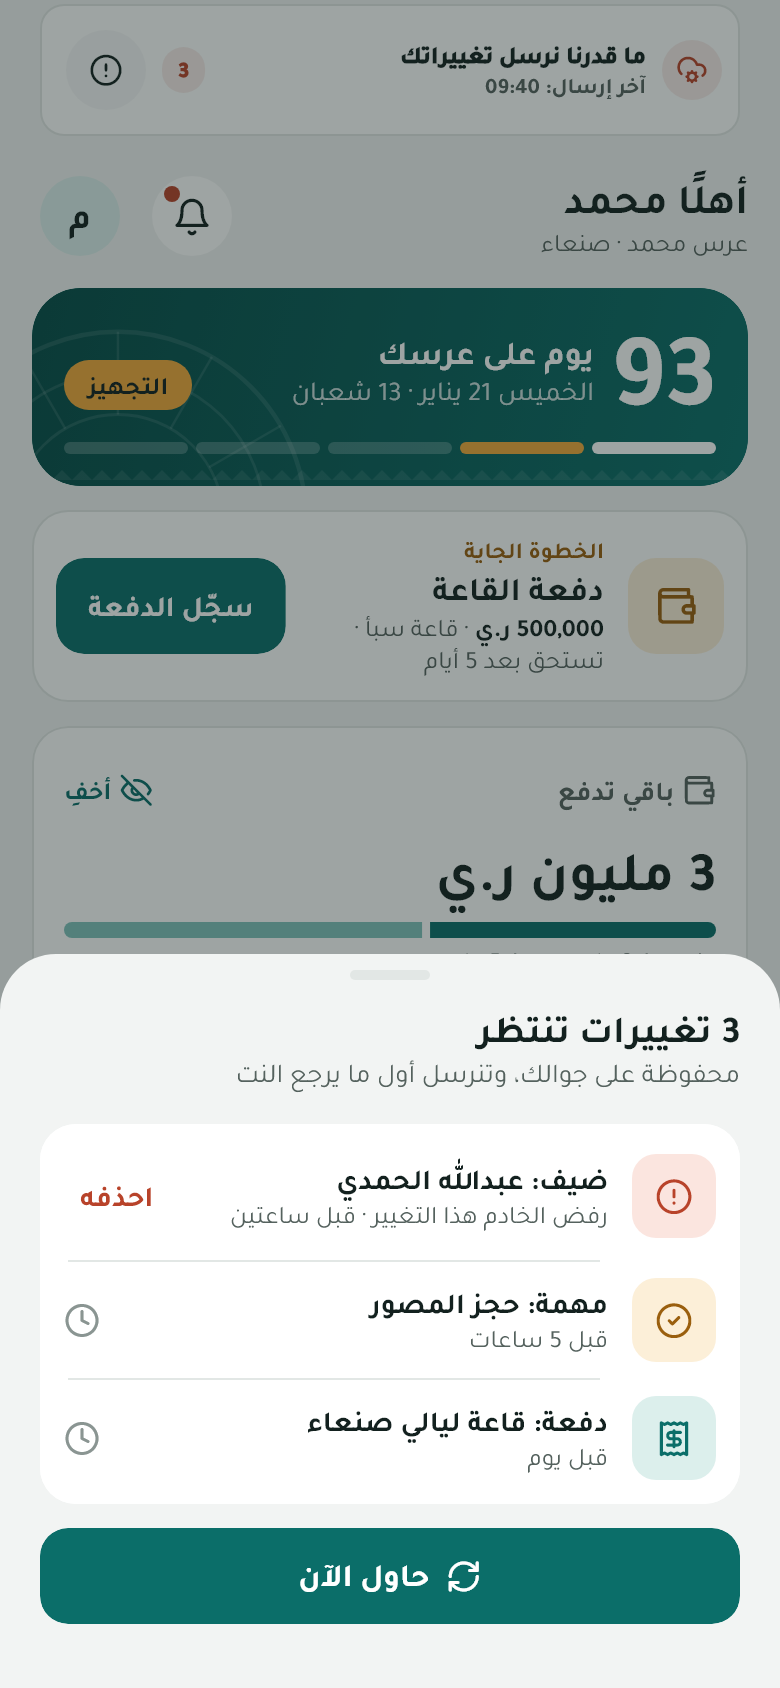 ما قدرنا نرسل تغييراتك
3
آخر إرسال: 09:40
أهلًا محمد
عرس محمد · صنعاء
م
93
يوم على عرسك
الخميس 21 يناير · 13 شعبان
التجهيز
الخطوة الجاية
دفعة القاعة
500,000 ر.ي · قاعة سبأ ·
تستحق بعد 5 أيام
سجّل الدفعة
باقي تدفع
أخفِ
3 مليون ر.ي
3 تغييرات تنتظر
محفوظة على جوالك، وتنرسل أول ما يرجع النت
ضيف: عبدالله الحمدي
رفض الخادم هذا التغيير · قبل ساعتين
احذفه
مهمة: حجز المصور
قبل 5 ساعات
دفعة: قاعة ليالي صنعاء
قبل يوم
حاول الآن